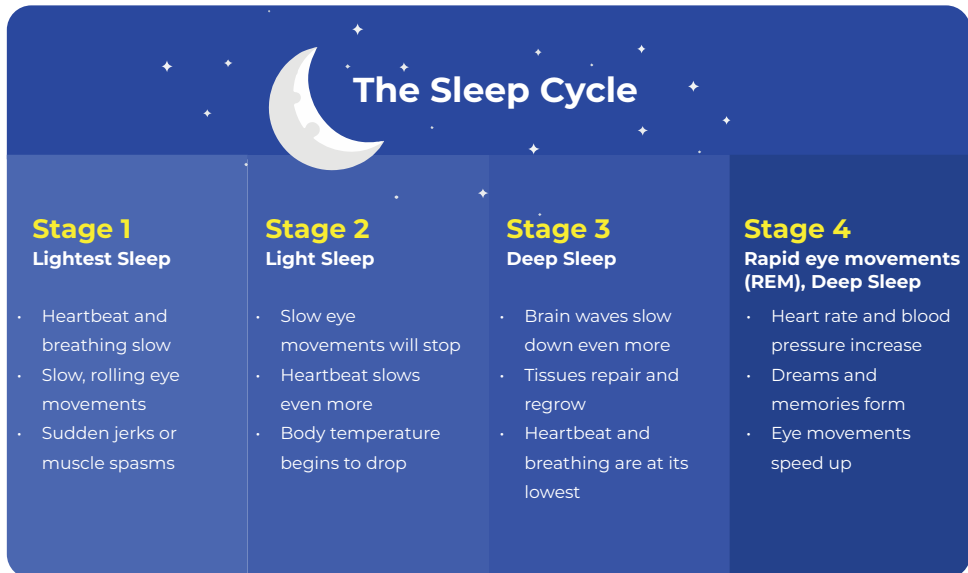 The Sleep Cycle
Stage 1
Lightest Sleep
• Heartbeat and
breathing slow
• Slow, rolling eye
movements
• Sudden jerks or
muscle spasms
Stage 2
Light Sleep
• Slow eye
movements will stop
• Heartbeat slows
even more
• Body temperature
begins to drop
Stage 3
Deep Sleep
• Brain waves slow
down even more
• Tissues repair and
regrow
• Heartbeat and
breathing are at its
lowest
Stage 4
Rapid eye movements
(REM), Deep Sleep
• Heart rate and blood
pressure increase
• Dreams and
memories form
• Eye movements
speed up